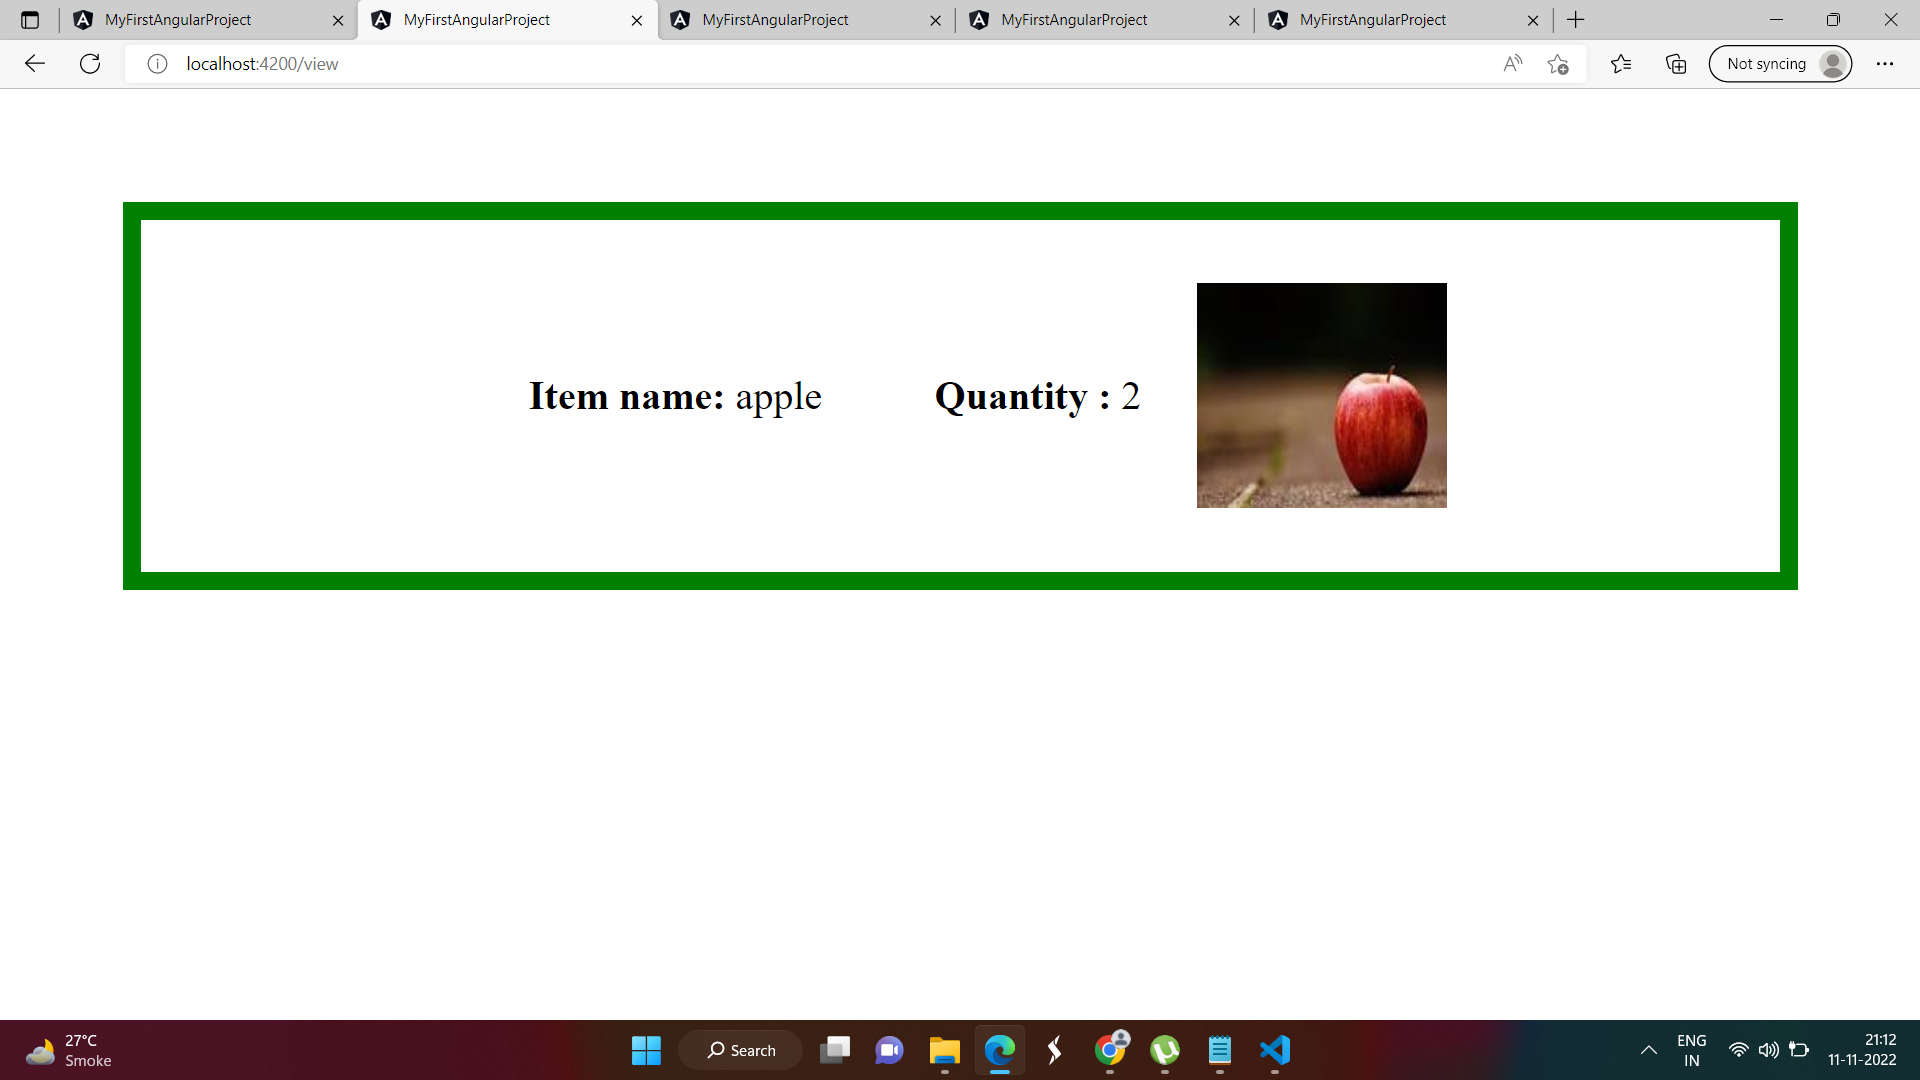 MyFirstAngularProject MyFirstAngularProject MyFirstAngularProject MyFirstAngularProject MyFirstAngularProject
localhost:4200/view Not syncing
Item name: apple Quantity : 2
27°C
Smoke
Search
ENG
IN
21:12
11-11-2022